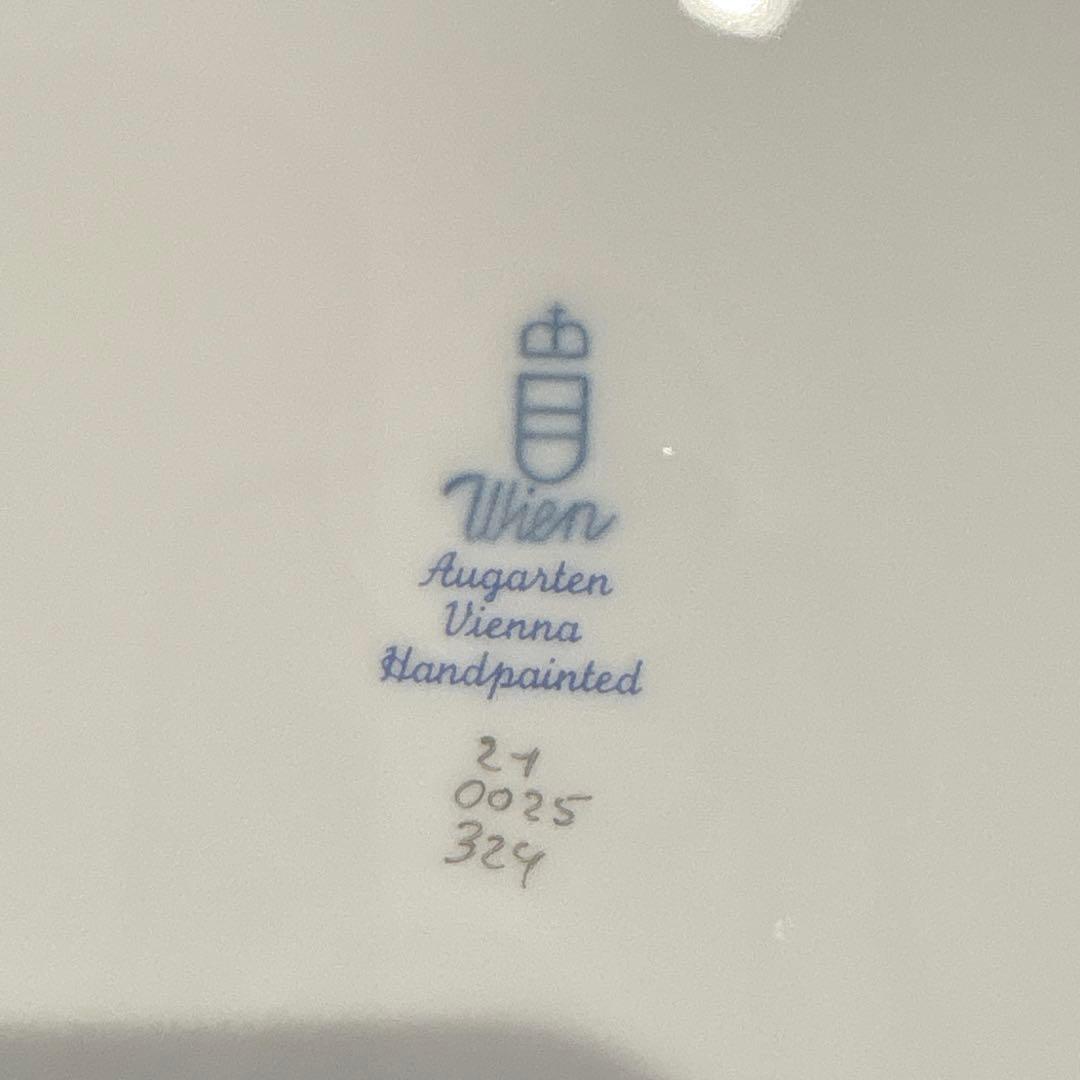 Wien
Augarten
Vienna
Handpainted
21
0025
324